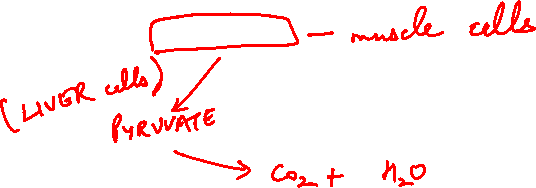 muscle cells
(LIVER cells)
PYRUVATE
CO2 + H2O